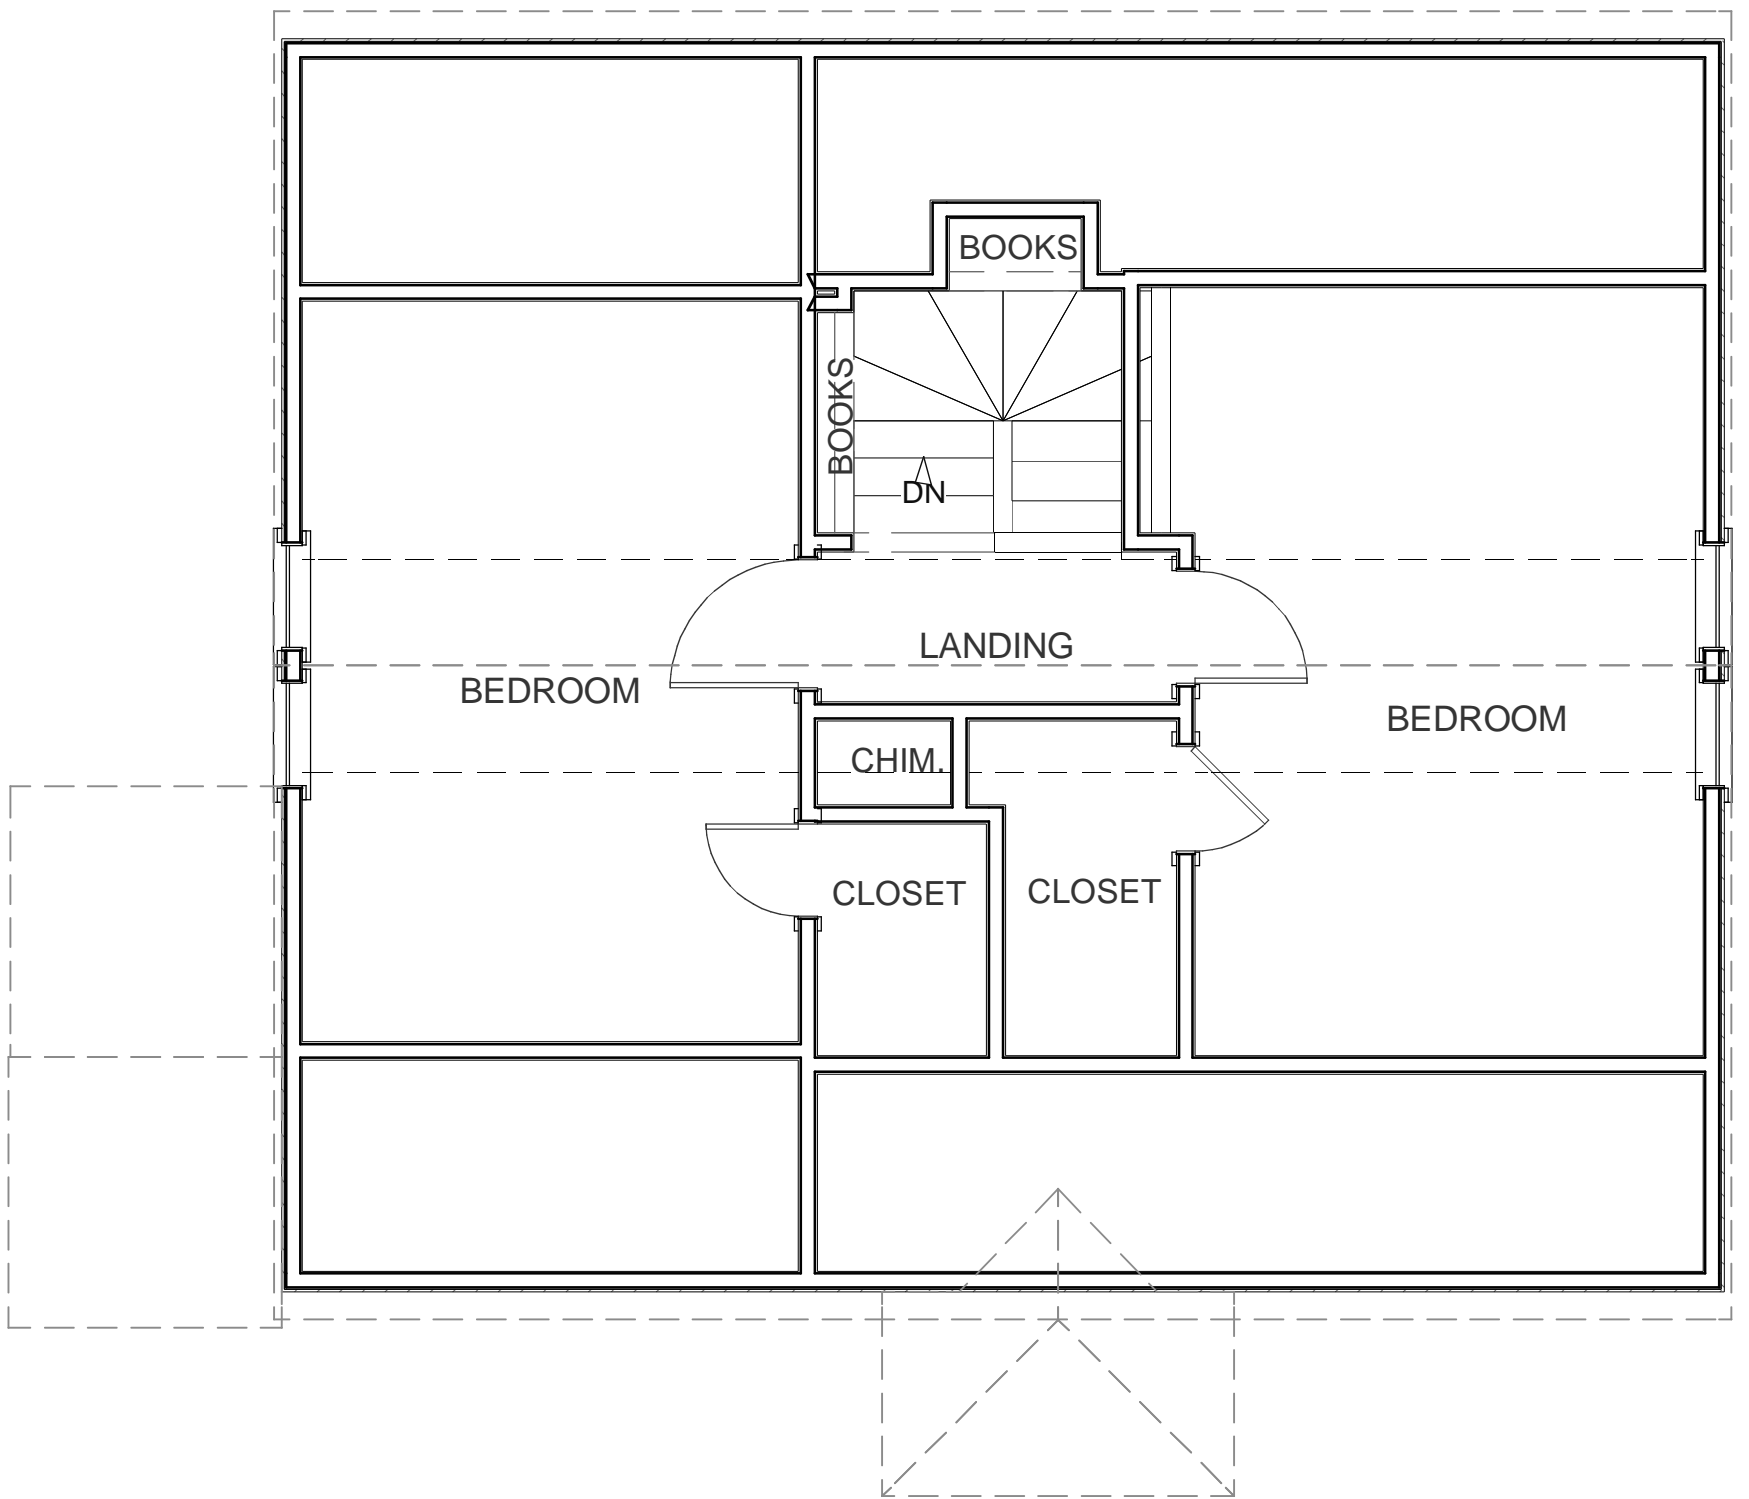 BOOKS
BOOKS
DN
LANDING
BEDROOM
BEDROOM
CHIM.
CLOSET
CLOSET